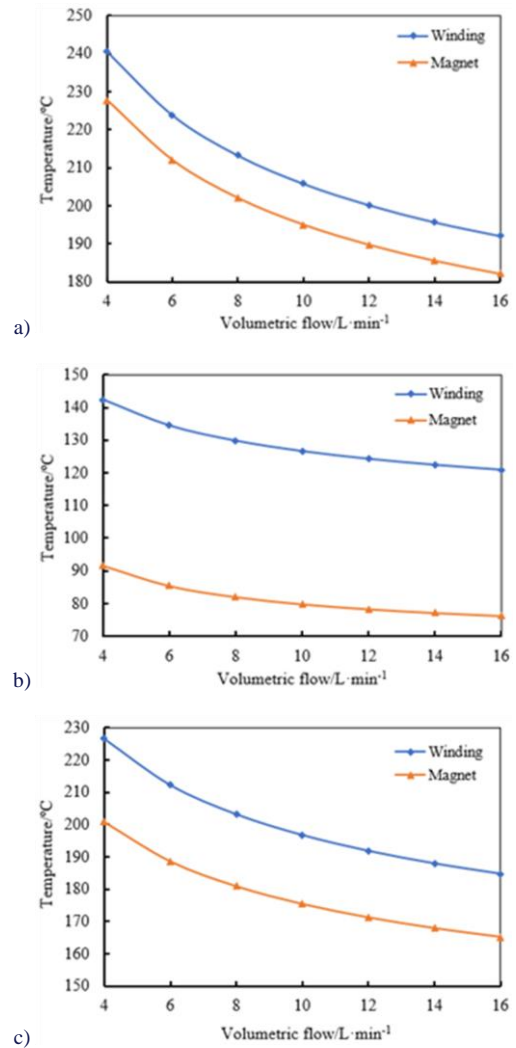 250
240
230
220
210
200
190
180
Temperature/°C
Winding
Magnet
4 6 8 10 12 14 16
Volumetric flow/L·min⁻¹
a)
150
140
130
120
110
100
90
80
70
Temperature/°C
Winding
Magnet
4 6 8 10 12 14 16
Volumetric flow/L·min⁻¹
b)
230
220
210
200
190
180
170
160
150
Temperature/°C
Winding
Magnet
4 6 8 10 12 14 16
Volumetric flow/L·min⁻¹
c)